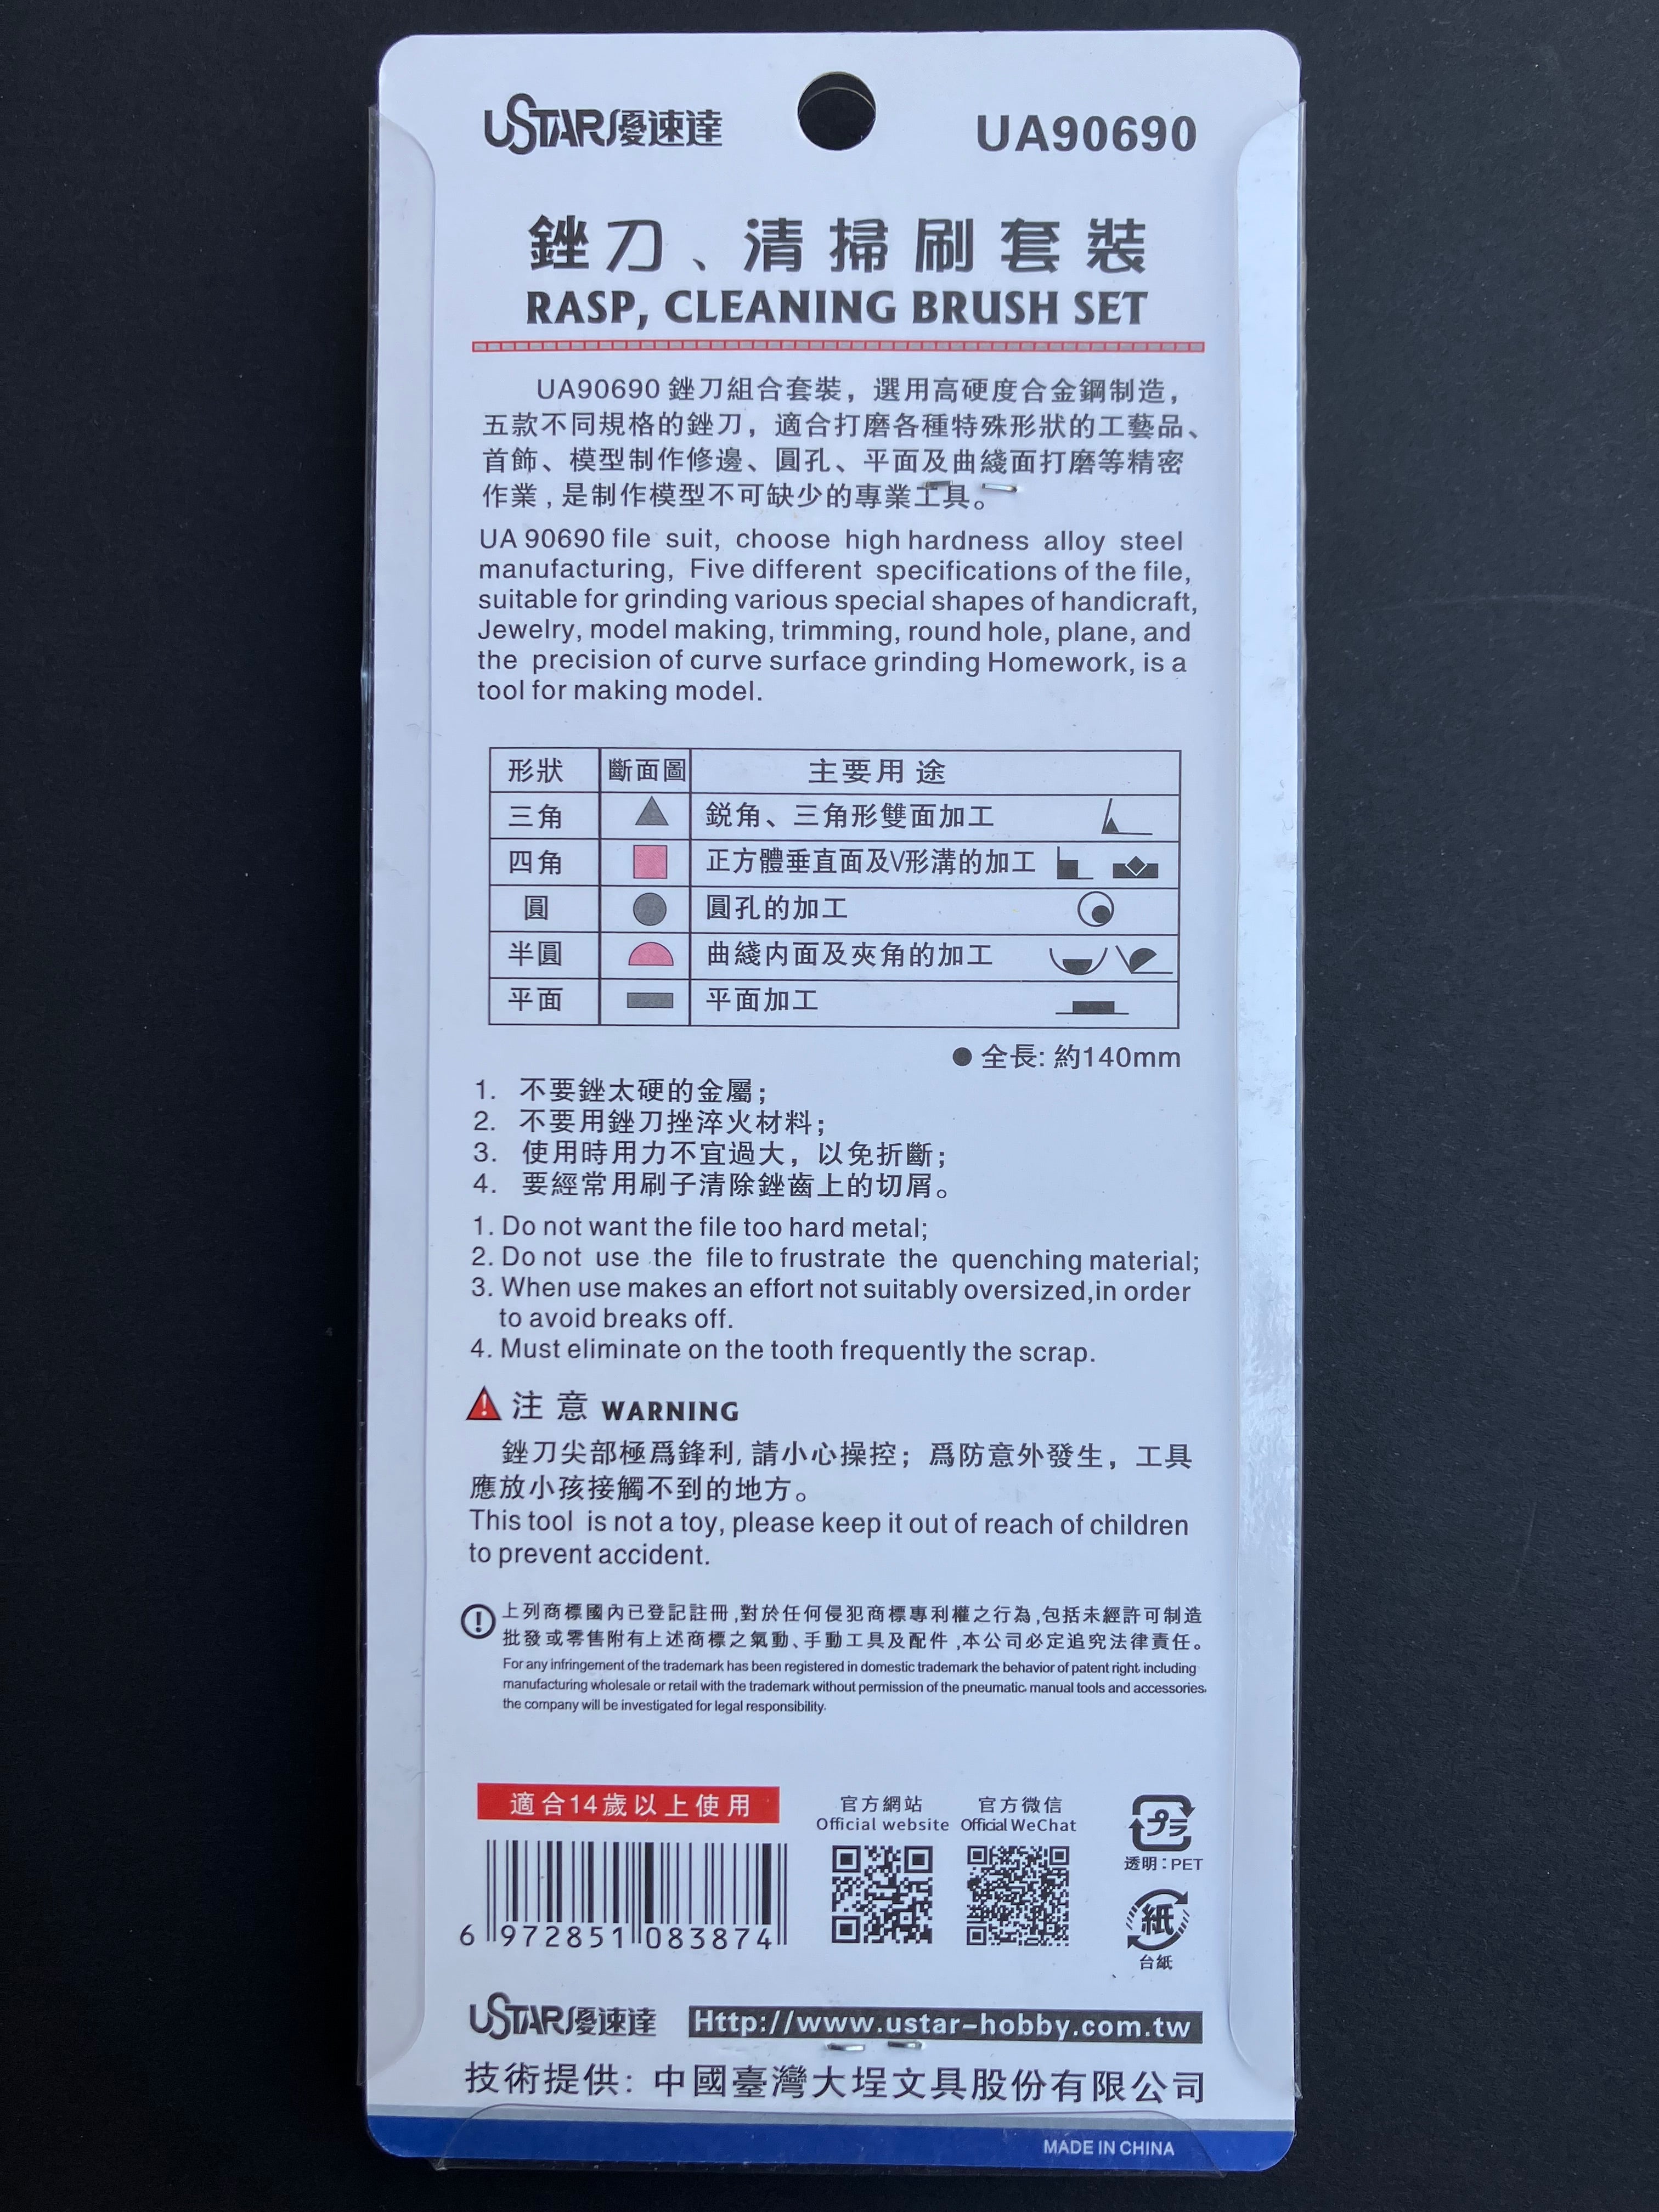 USTAR優速達
UA90690
銼刀、清掃刷套裝
RASP, CLEANING BRUSH SET
UA90690 銼刀組合套裝，選用高硬度合金鋼制造，
五款不同規格的銼刀，適合打磨各種特殊形狀的工藝品、
首飾、模型制作修邊、圓孔、平面及曲綫面打磨等精密
作業，是制作模型不可缺少的專業工具。
UA 90690 file suit, choose high hardness alloy steel
manufacturing, Five different specifications of the file,
suitable for grinding various special shapes of handicraft,
Jewelry, model making, trimming, round hole, plane, and
the precision of curve surface grinding Homework, is a
tool for making model.
形狀 斷面圖 主要用途
三角 鋭角、三角形雙面加工
四角 正方體垂直面及V形溝的加工
圓 圓孔的加工
半圓 曲綫内面及夾角的加工
平面 平面加工
● 全長: 約140mm
1. 不要銼太硬的金屬；
2. 不要用銼刀挫淬火材料；
3. 使用時用力不宜過大，以免折斷；
4. 要經常用刷子清除銼齒上的切屑。
1. Do not want the file too hard metal;
2. Do not use the file to frustrate the quenching material;
3. When use makes an effort not suitably oversized,in order
to avoid breaks off.
4. Must eliminate on the tooth frequently the scrap.
注意 WARNING
銼刀尖部極爲鋒利, 請小心操控；爲防意外發生，工具
應放小孩接觸不到的地方。
This tool is not a toy, please keep it out of reach of children
to prevent accident.
上列商標國內已登記註冊,對於任何侵犯商標專利權之行為,包括未經許可制造
批發或零售附有上述商標之氣動、手動工具及配件,本公司必定追究法律責任。
For any infringement of the trademark has been registered in domestic trademark the behavior of patent right, including
manufacturing wholesale or retail with the trademark without permission of the pneumatic, manual tools and accessories,
the company will be investigated for legal responsibility.
適合14歲以上使用
官方網站 官方微信
Official website Official WeChat
プラ
透明：PET
紙
台紙
6 972851 083874
USTAR優速達 Http://www.ustar-hobby.com.tw
技術提供: 中國臺灣大埕文具股份有限公司
MADE IN CHINA